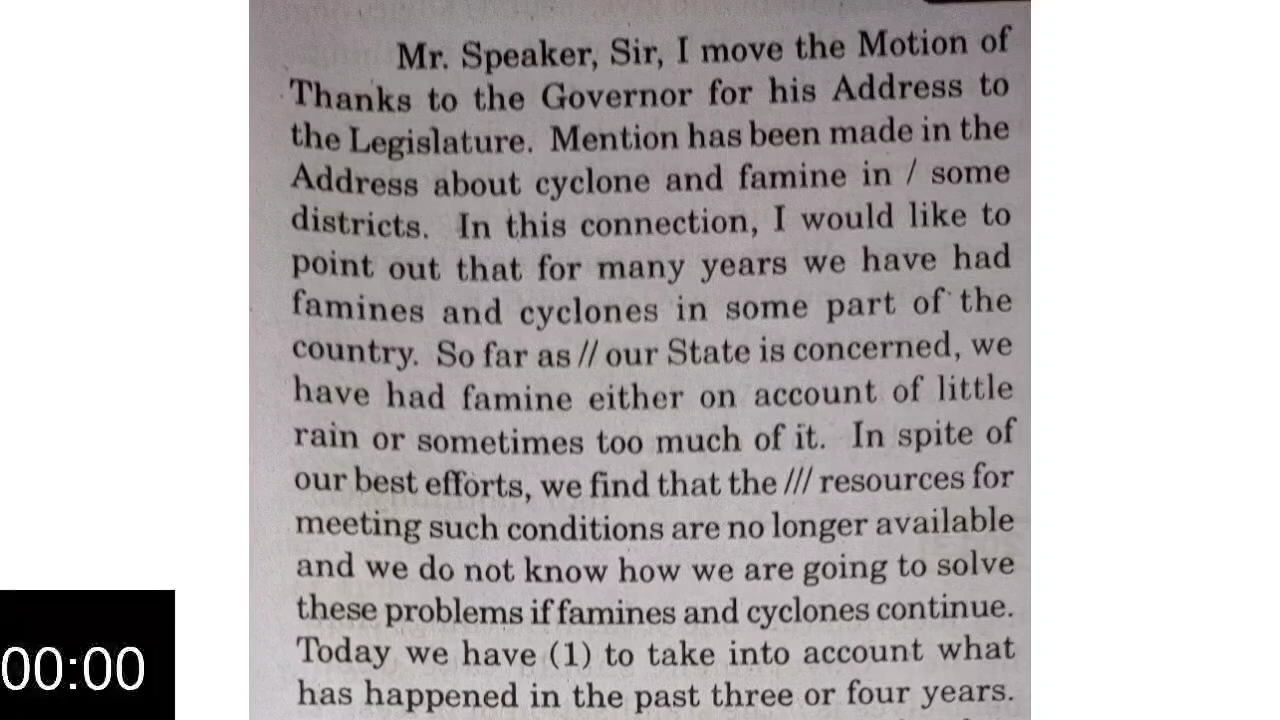 Mr. Speaker, Sir, I move the Motion of
Thanks to the Governor for his Address to
the Legislature. Mention has been made in the
Address about cyclone and famine in / some
districts. In this connection, I would like to
point out that for many years we have had
famines and cyclones in some part of the
country. So far as // our State is concerned, we
have had famine either on account of little
rain or sometimes too much of it. In spite of
our best efforts, we find that the /// resources for
meeting such conditions are no longer available
and we do not know how we are going to solve
these problems if famines and cyclones continue.
Today we have (1) to take into account what
has happened in the past three or four years.
00:00